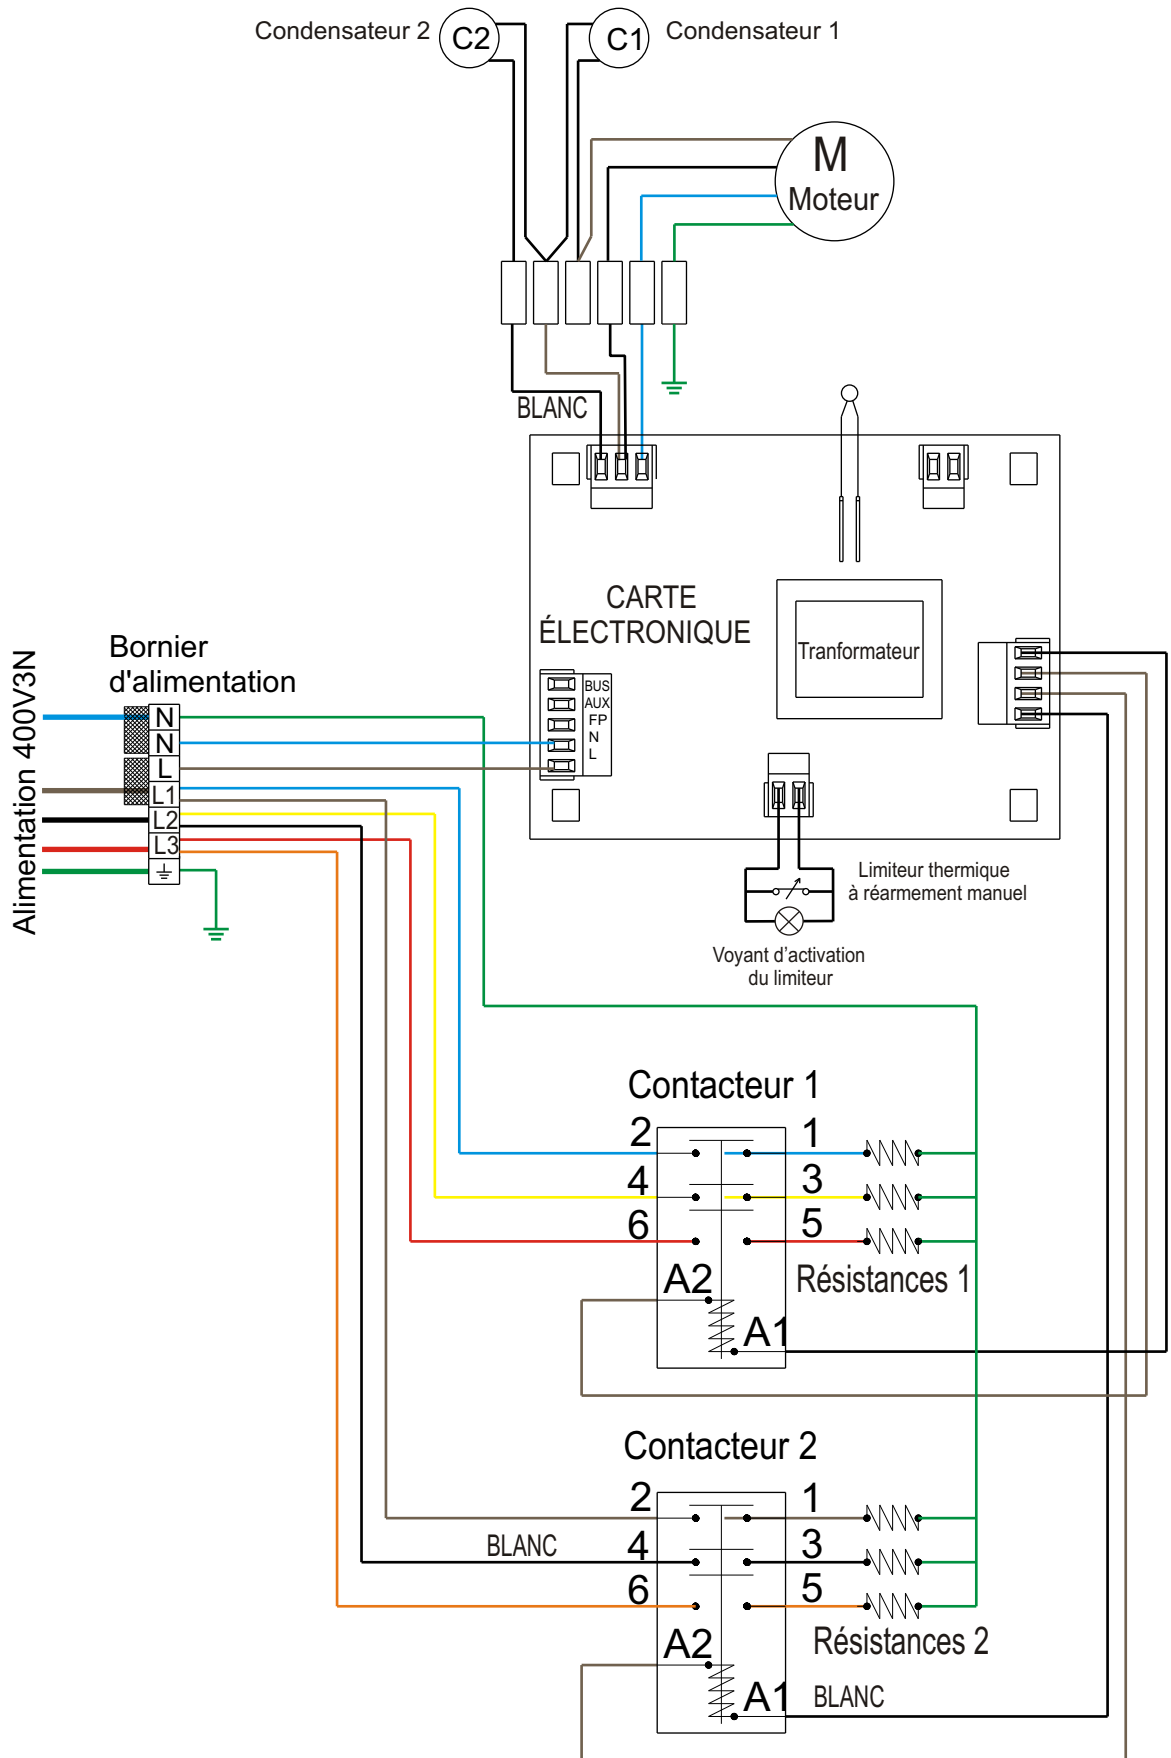 Condensateur 2
C2
C1
Condensateur 1
M
Moteur
BLANC
CARTE
ÉLECTRONIQUE
Tranformateur
BUS
AUX
FP
N
L
Alimentation 400V3N
Bornier
d'alimentation
N
N
L
L1
L2
L3
Limiteur thermique
à réarmement manuel
Voyant d'activation
du limiteur
Contacteur 1
2
1
4
3
6
5
A2
Résistances 1
A1
Contacteur 2
2
1
BLANC
4
3
6
5
A2
Résistances 2
A1
BLANC